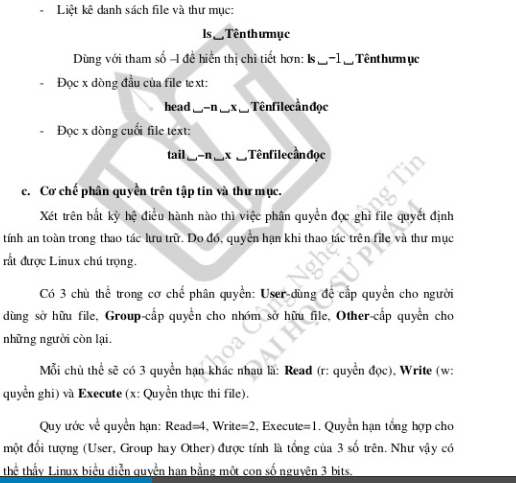 - Liệt kê danh sách file và thư mục:
ls␣Tênthưmục
Dùng với tham số –l để hiển thị chi tiết hơn: ls␣–l␣Tênthưmục
- Đọc x dòng đầu của file text:
head␣–n␣x␣Tênfilecầnđọc
- Đọc x dòng cuối file text:
tail␣–n␣x␣Tênfilecầnđọc
c. Cơ chế phân quyền trên tập tin và thư mục.
Xét trên bất kỳ hệ điều hành nào thì việc phân quyền đọc ghi file quyết định
tính an toàn trong thao tác lưu trữ. Do đó, quyền hạn khi thao tác trên file và thư mục
rất được Linux chú trọng.
Có 3 chủ thể trong cơ chế phân quyền: User-dùng để cấp quyền cho người
dùng sở hữu file, Group-cấp quyền cho nhóm sở hữu file, Other-cấp quyền cho
những người còn lại.
Mỗi chủ thể sẽ có 3 quyền hạn khác nhau là: Read (r: quyền đọc), Write (w:
quyền ghi) và Execute (x: Quyền thực thi file).
Quy ước về quyền hạn: Read=4, Write=2, Execute=1. Quyền hạn tổng hợp cho
một đối tượng (User, Group hay Other) được tính là tổng của 3 số trên. Như vậy có
thể thấy Linux biểu diễn quyền hạn bằng một con số nguyên 3 bits.
Khoa Công Nghệ Thông Tin
ĐẠI HỌC SƯ PHẠM